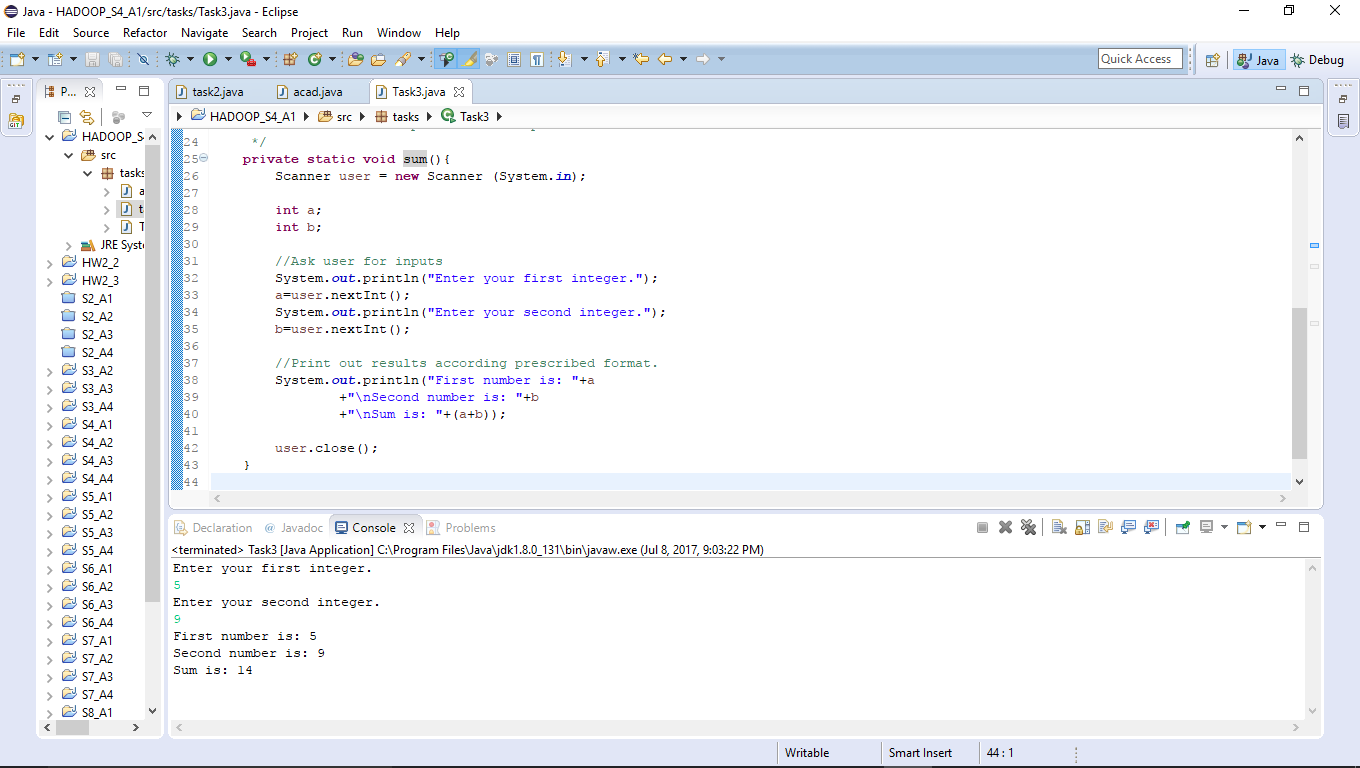 Java - HADOOP_S4_A1/src/tasks/Task3.java - Eclipse
File Edit Source Refactor Navigate Search Project Run Window Help
Quick Access
Java
Debug
P...
task2.java
acad.java
Task3.java
HADOOP_S4_A1
src
tasks
Task3
HADOOP_S
src
tasks
a
t
T
JRE Syst
HW2_2
HW2_3
S2_A1
S2_A2
S2_A3
S2_A4
S3_A2
S3_A3
S3_A4
S4_A1
S4_A2
S4_A3
S4_A4
S5_A1
S5_A2
S5_A3
S5_A4
S6_A1
S6_A2
S6_A3
S6_A4
S7_A1
S7_A2
S7_A3
S7_A4
S8_A1
GIT
24 */
25 private static void sum(){
26 Scanner user = new Scanner (System.in);
27
28 int a;
29 int b;
30
31 //Ask user for inputs
32 System.out.println("Enter your first integer.");
33 a=user.nextInt();
34 System.out.println("Enter your second integer.");
35 b=user.nextInt();
36
37 //Print out results according prescribed format.
38 System.out.println("First number is: "+a
39 +"\nSecond number is: "+b
40 +"\nSum is: "+(a+b));
41
42 user.close();
43 }
44
Declaration @ Javadoc Console Problems
<terminated> Task3 [Java Application] C:\Program Files\Java\jdk1.8.0_131\bin\javaw.exe (Jul 8, 2017, 9:03:22 PM)
Enter your first integer.
5
Enter your second integer.
9
First number is: 5
Second number is: 9
Sum is: 14
Writable
Smart Insert
44 : 1